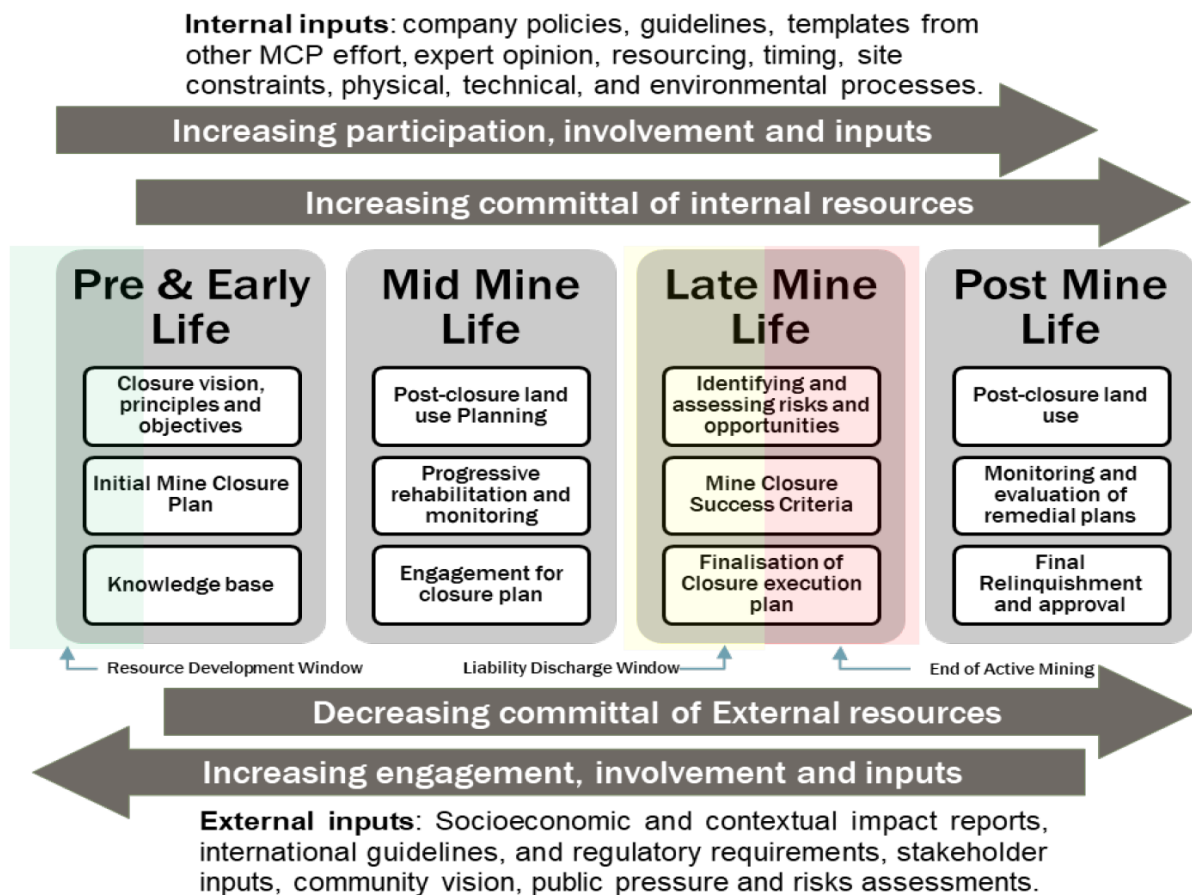 Internal inputs: company policies, guidelines, templates from
other MCP effort, expert opinion, resourcing, timing, site
constraints, physical, technical, and environmental processes.
Increasing participation, involvement and inputs
Increasing committal of internal resources
Pre & Early
Life
Closure vision,
principles and
objectives
Initial Mine Closure
Plan
Knowledge base
Mid Mine
Life
Post-closure land
use Planning
Progressive
rehabilitation and
monitoring
Engagement for
closure plan
Late Mine
Life
Identifying and
assessing risks and
opportunities
Mine Closure
Success Criteria
Finalisation of
Closure execution
plan
Post Mine
Life
Post-closure land
use
Monitoring and
evaluation of
remedial plans
Final
Relinquishment
and approval
Resource Development Window
Liability Discharge Window
End of Active Mining
Decreasing committal of External resources
Increasing engagement, involvement and inputs
External inputs: Socioeconomic and contextual impact reports,
international guidelines, and regulatory requirements, stakeholder
inputs, community vision, public pressure and risks assessments.